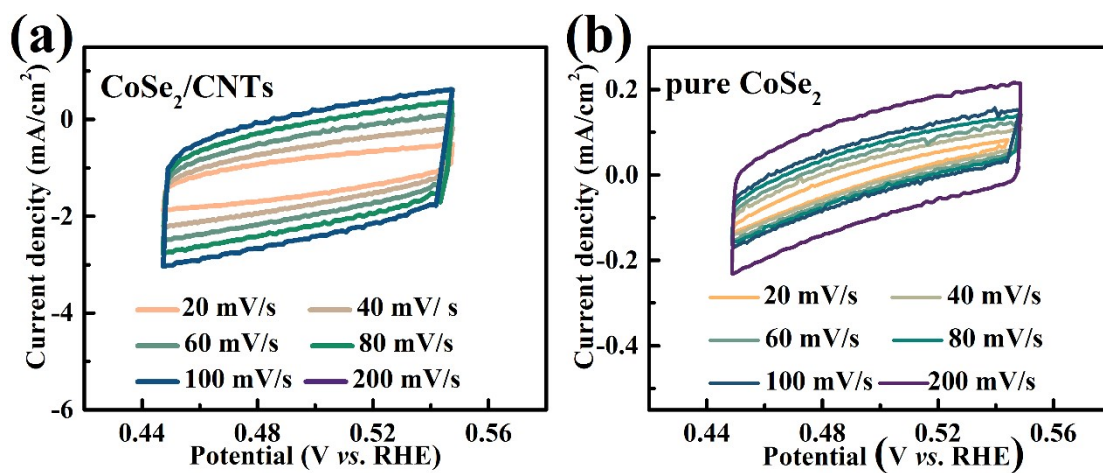 (a)
CoSe2/CNTs
Current dencity (mA/cm2)
0
-2
-4
-6
20 mV/s
40 mV/ s
60 mV/s
80 mV/s
100 mV/s
200 mV/s
0.44
0.48
0.52
0.56
Potential (V vs. RHE)
(b)
pure CoSe2
Current dencity (mA/cm2)
0.2
0.0
-0.2
-0.4
20 mV/s
40 mV/s
60 mV/s
80 mV/s
100 mV/s
200 mV/s
0.44
0.48
0.52
0.56
Potential (V vs. RHE)